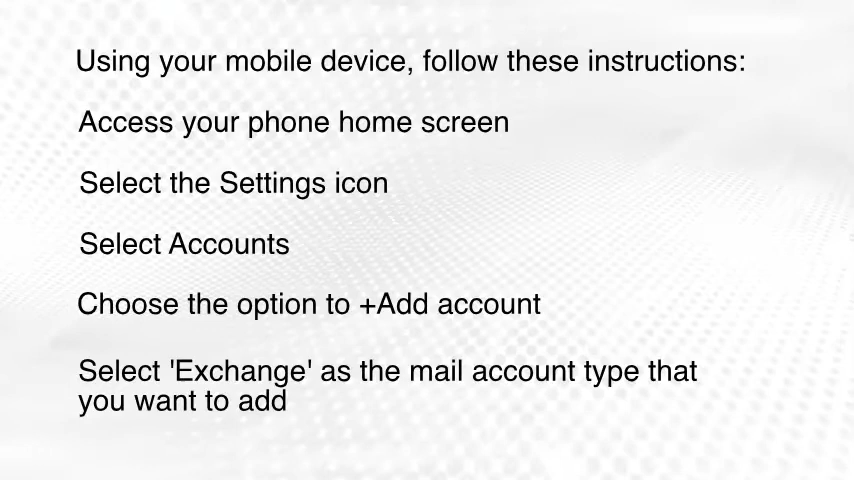 Using your mobile device, follow these instructions:
Access your phone home screen
Select the Settings icon
Select Accounts
Choose the option to +Add account
Select 'Exchange' as the mail account type that
you want to add